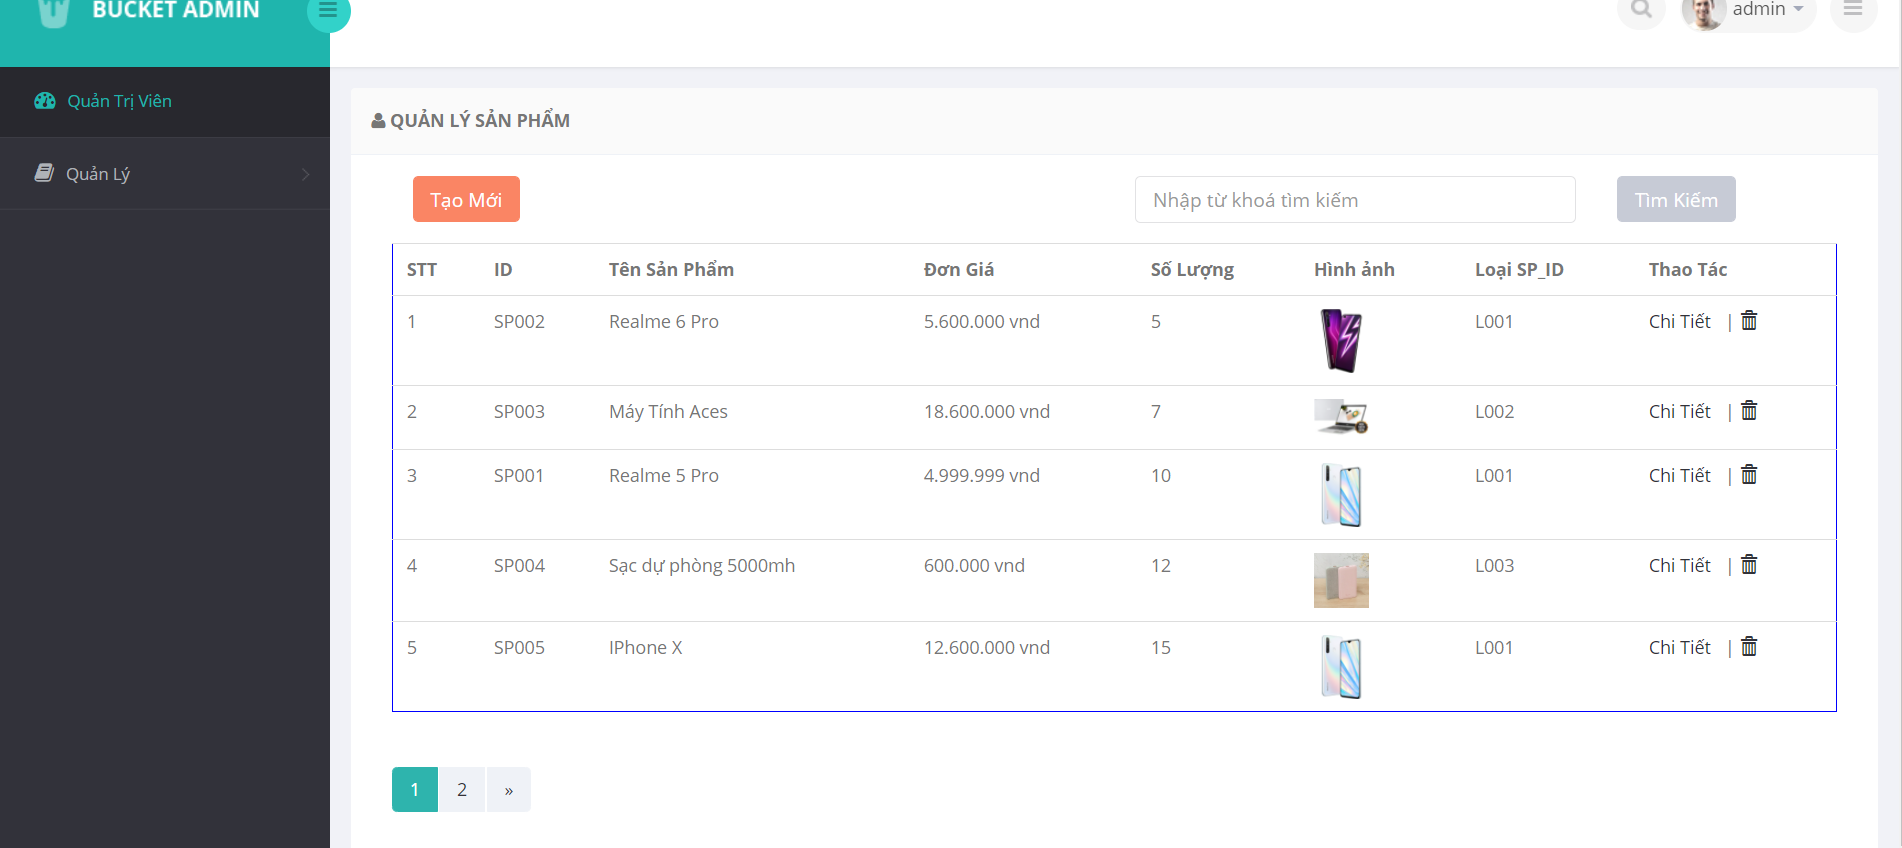 BUCKET ADMIN
admin
Quản Trị Viên
Quản Lý
QUẢN LÝ SẢN PHẨM
Tạo Mới
Nhập từ khoá tìm kiếm
Tìm Kiếm
STT ID Tên Sản Phẩm Đơn Giá Số Lượng Hình ảnh Loại SP_ID Thao Tác
1 SP002 Realme 6 Pro 5.600.000 vnd 5 L001 Chi Tiết |
2 SP003 Máy Tính Aces 18.600.000 vnd 7 L002 Chi Tiết |
3 SP001 Realme 5 Pro 4.999.999 vnd 10 L001 Chi Tiết |
4 SP004 Sạc dự phòng 5000mh 600.000 vnd 12 L003 Chi Tiết |
5 SP005 IPhone X 12.600.000 vnd 15 L001 Chi Tiết |
1 2 »